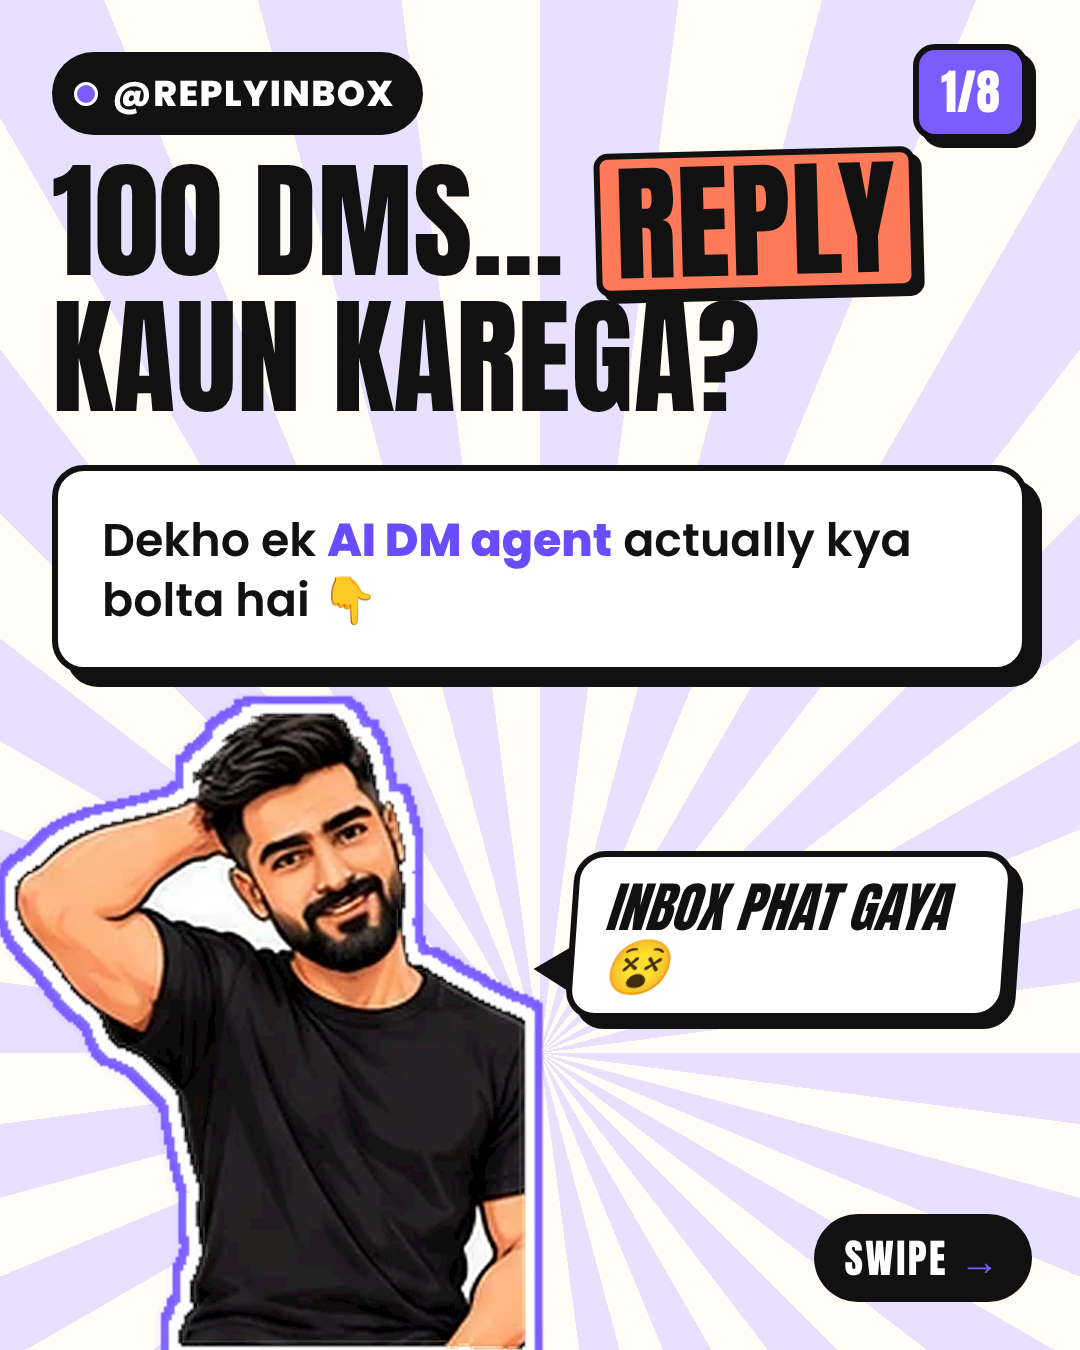 @REPLYINBOX
1/8
100 DMS... REPLY
KAUN KAREGA?
Dekho ek AI DM agent actually kya
bolta hai 👇
INBOX PHAT GAYA
😵
SWIPE →